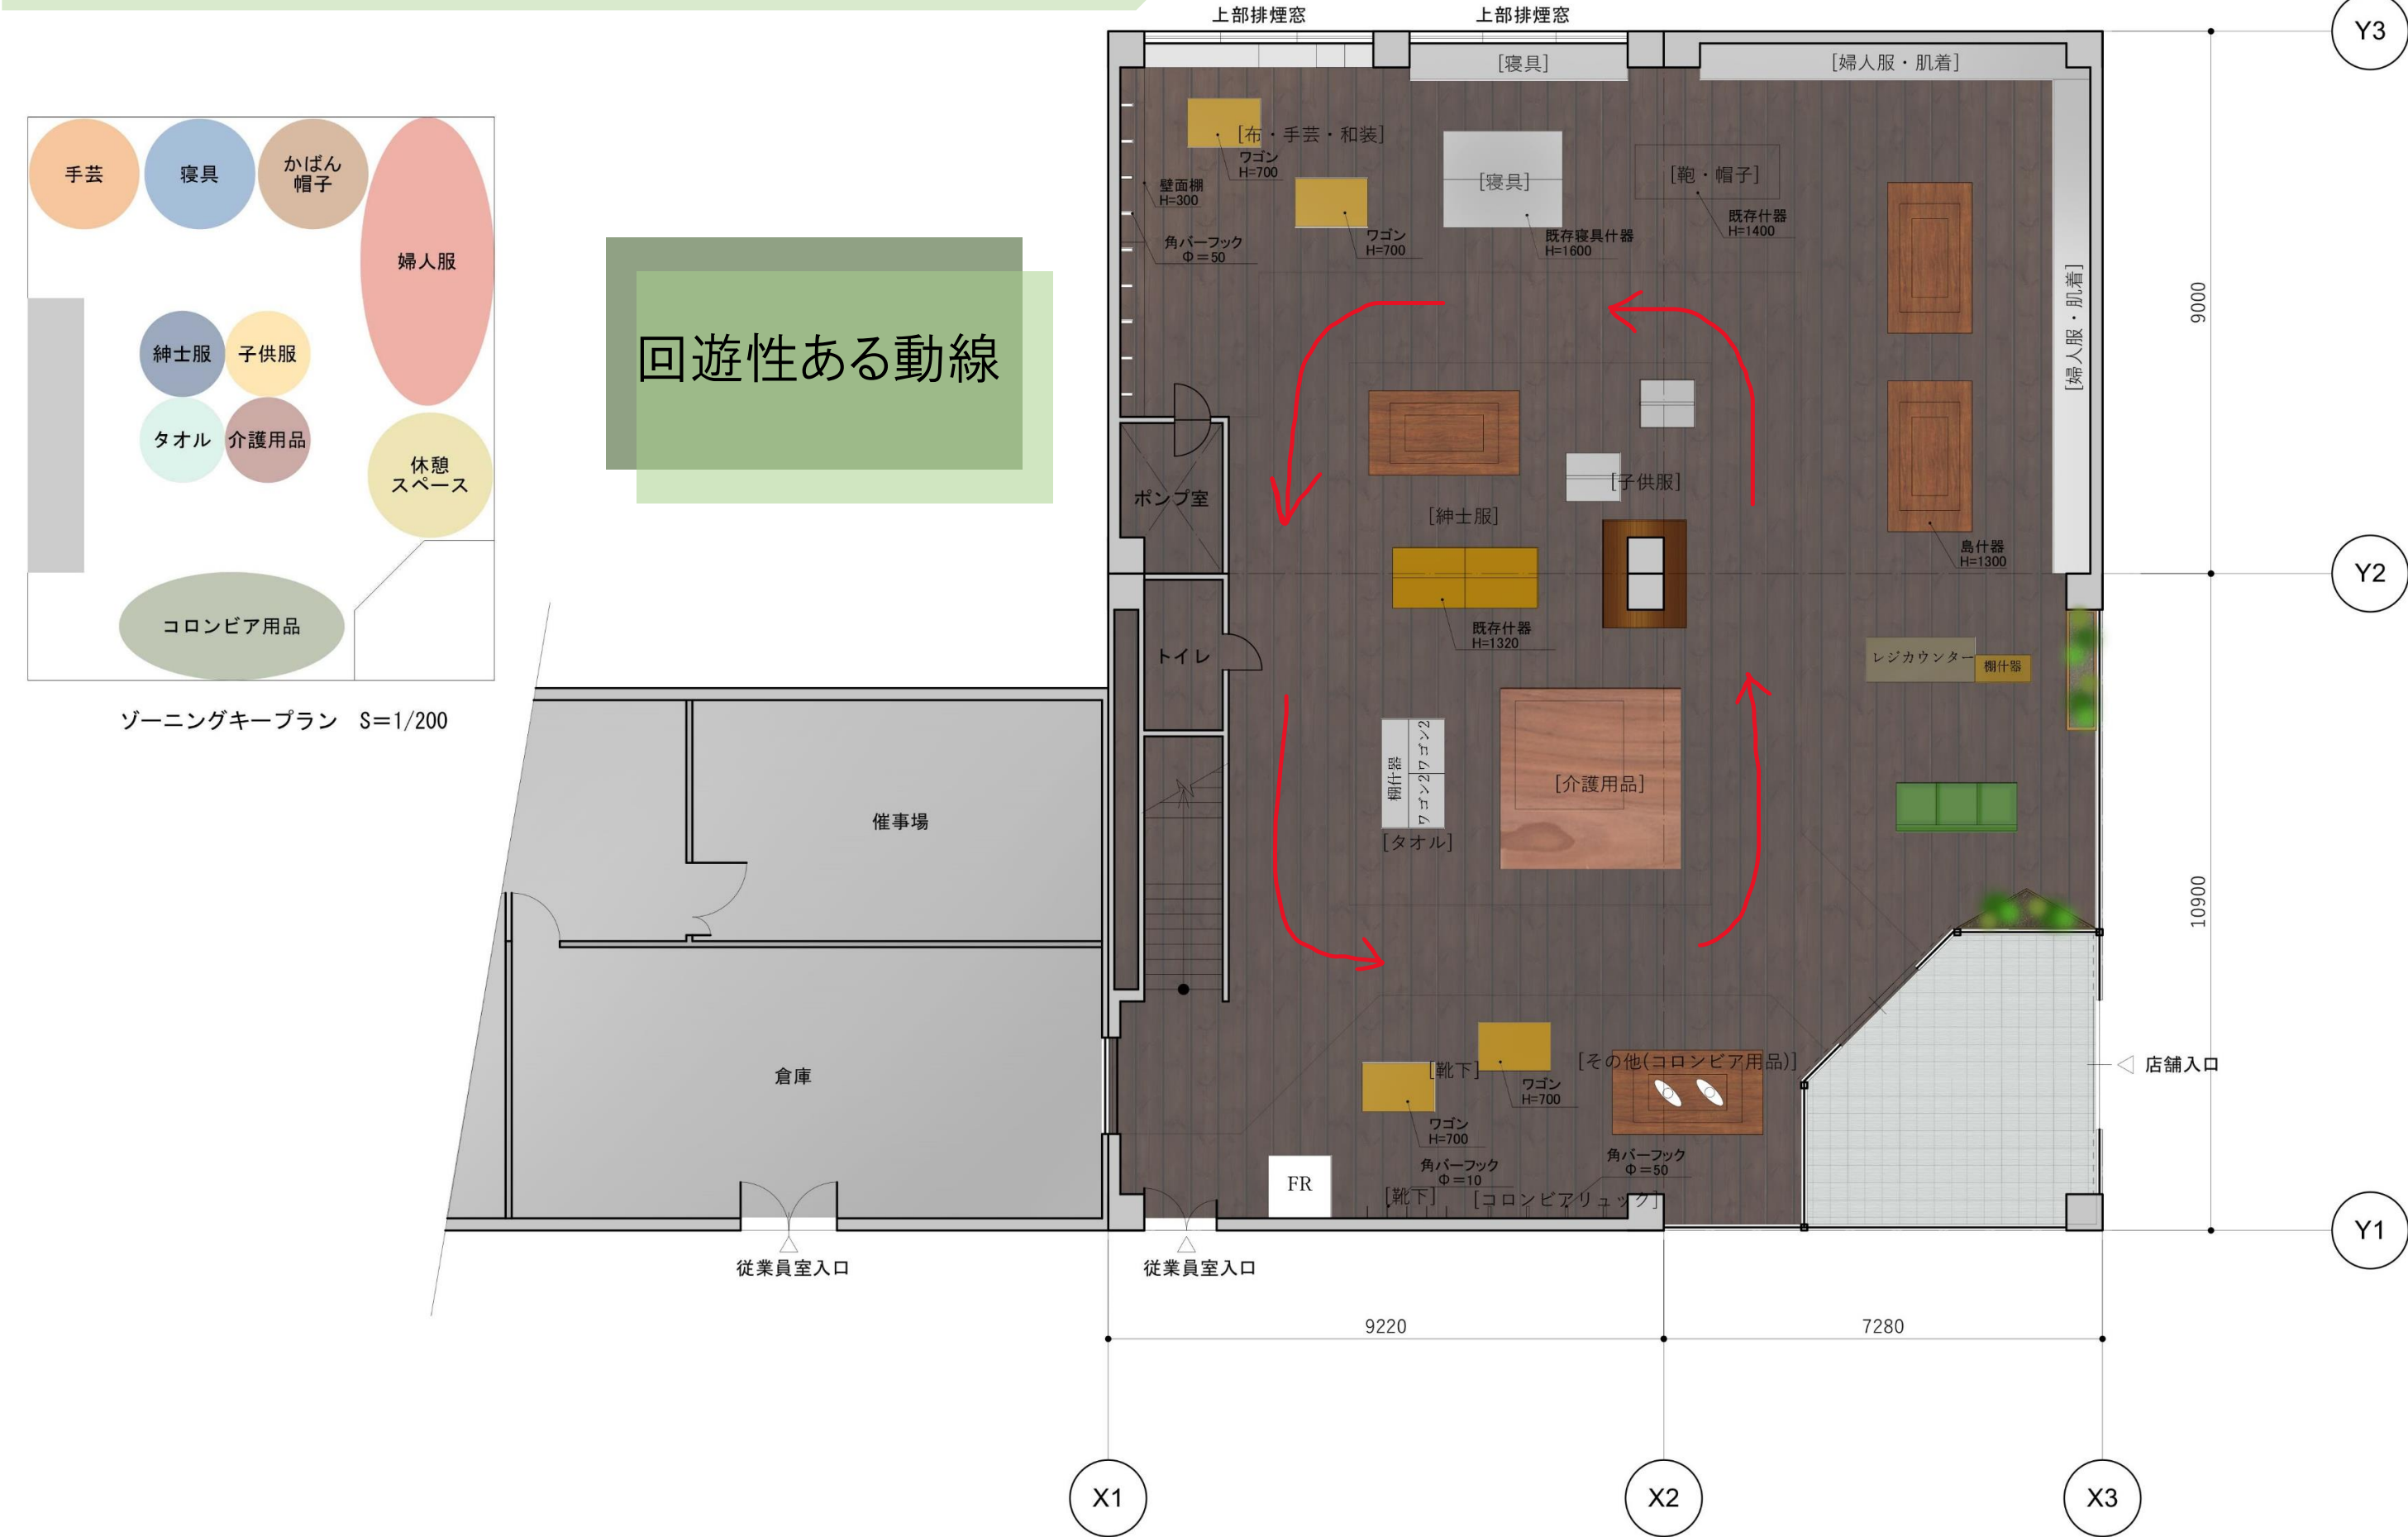 上部排煙窓
上部排煙窓
Y3
[寝具]
[婦人服・肌着]
手芸
寝具
かばん
帽子
婦人服
紳士服
子供服
タオル
介護用品
休憩
スペース
コロンビア用品
ゾーニングキープラン S=1/200
回遊性ある動線
[布・手芸・和装]
ワゴン
H=700
壁面棚
H=300
角バーフック
Φ=50
ワゴン
H=700
[寝具]
既存寝具什器
H=1600
[鞄・帽子]
既存什器
H=1400
[婦人服・肌着]
9000
ポンプ室
[子供服]
[紳士服]
島什器
H=1300
Y2
既存什器
H=1320
トイレ
レジカウンター
棚什器
棚什器
ワゴン2
ワゴン2
[タオル]
[介護用品]
催事場
10900
倉庫
[靴下]
ワゴン
H=700
ワゴン
H=700
[その他(コロンビア用品)]
店舗入口
角バーフック
Φ=10
角バーフック
Φ=50
FR
[靴下]
[コロンビアリュック]
Y1
従業員室入口
従業員室入口
9220
7280
X1
X2
X3